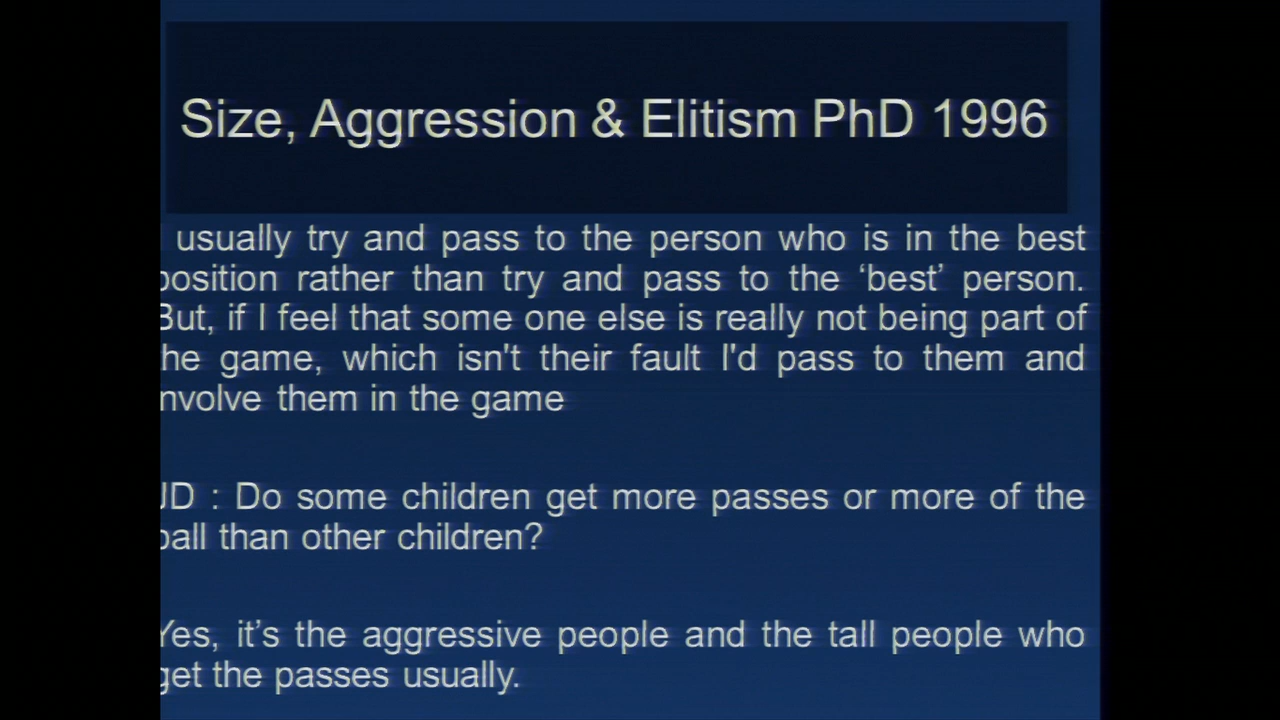 Size, Aggression & Elitism PhD 1996
I usually try and pass to the person who is in the best
position rather than try and pass to the ‘best’ person.
But, if I feel that some one else is really not being part of
the game, which isn't their fault I'd pass to them and
involve them in the game
JD : Do some children get more passes or more of the
ball than other children?
Yes, it’s the aggressive people and the tall people who
get the passes usually.